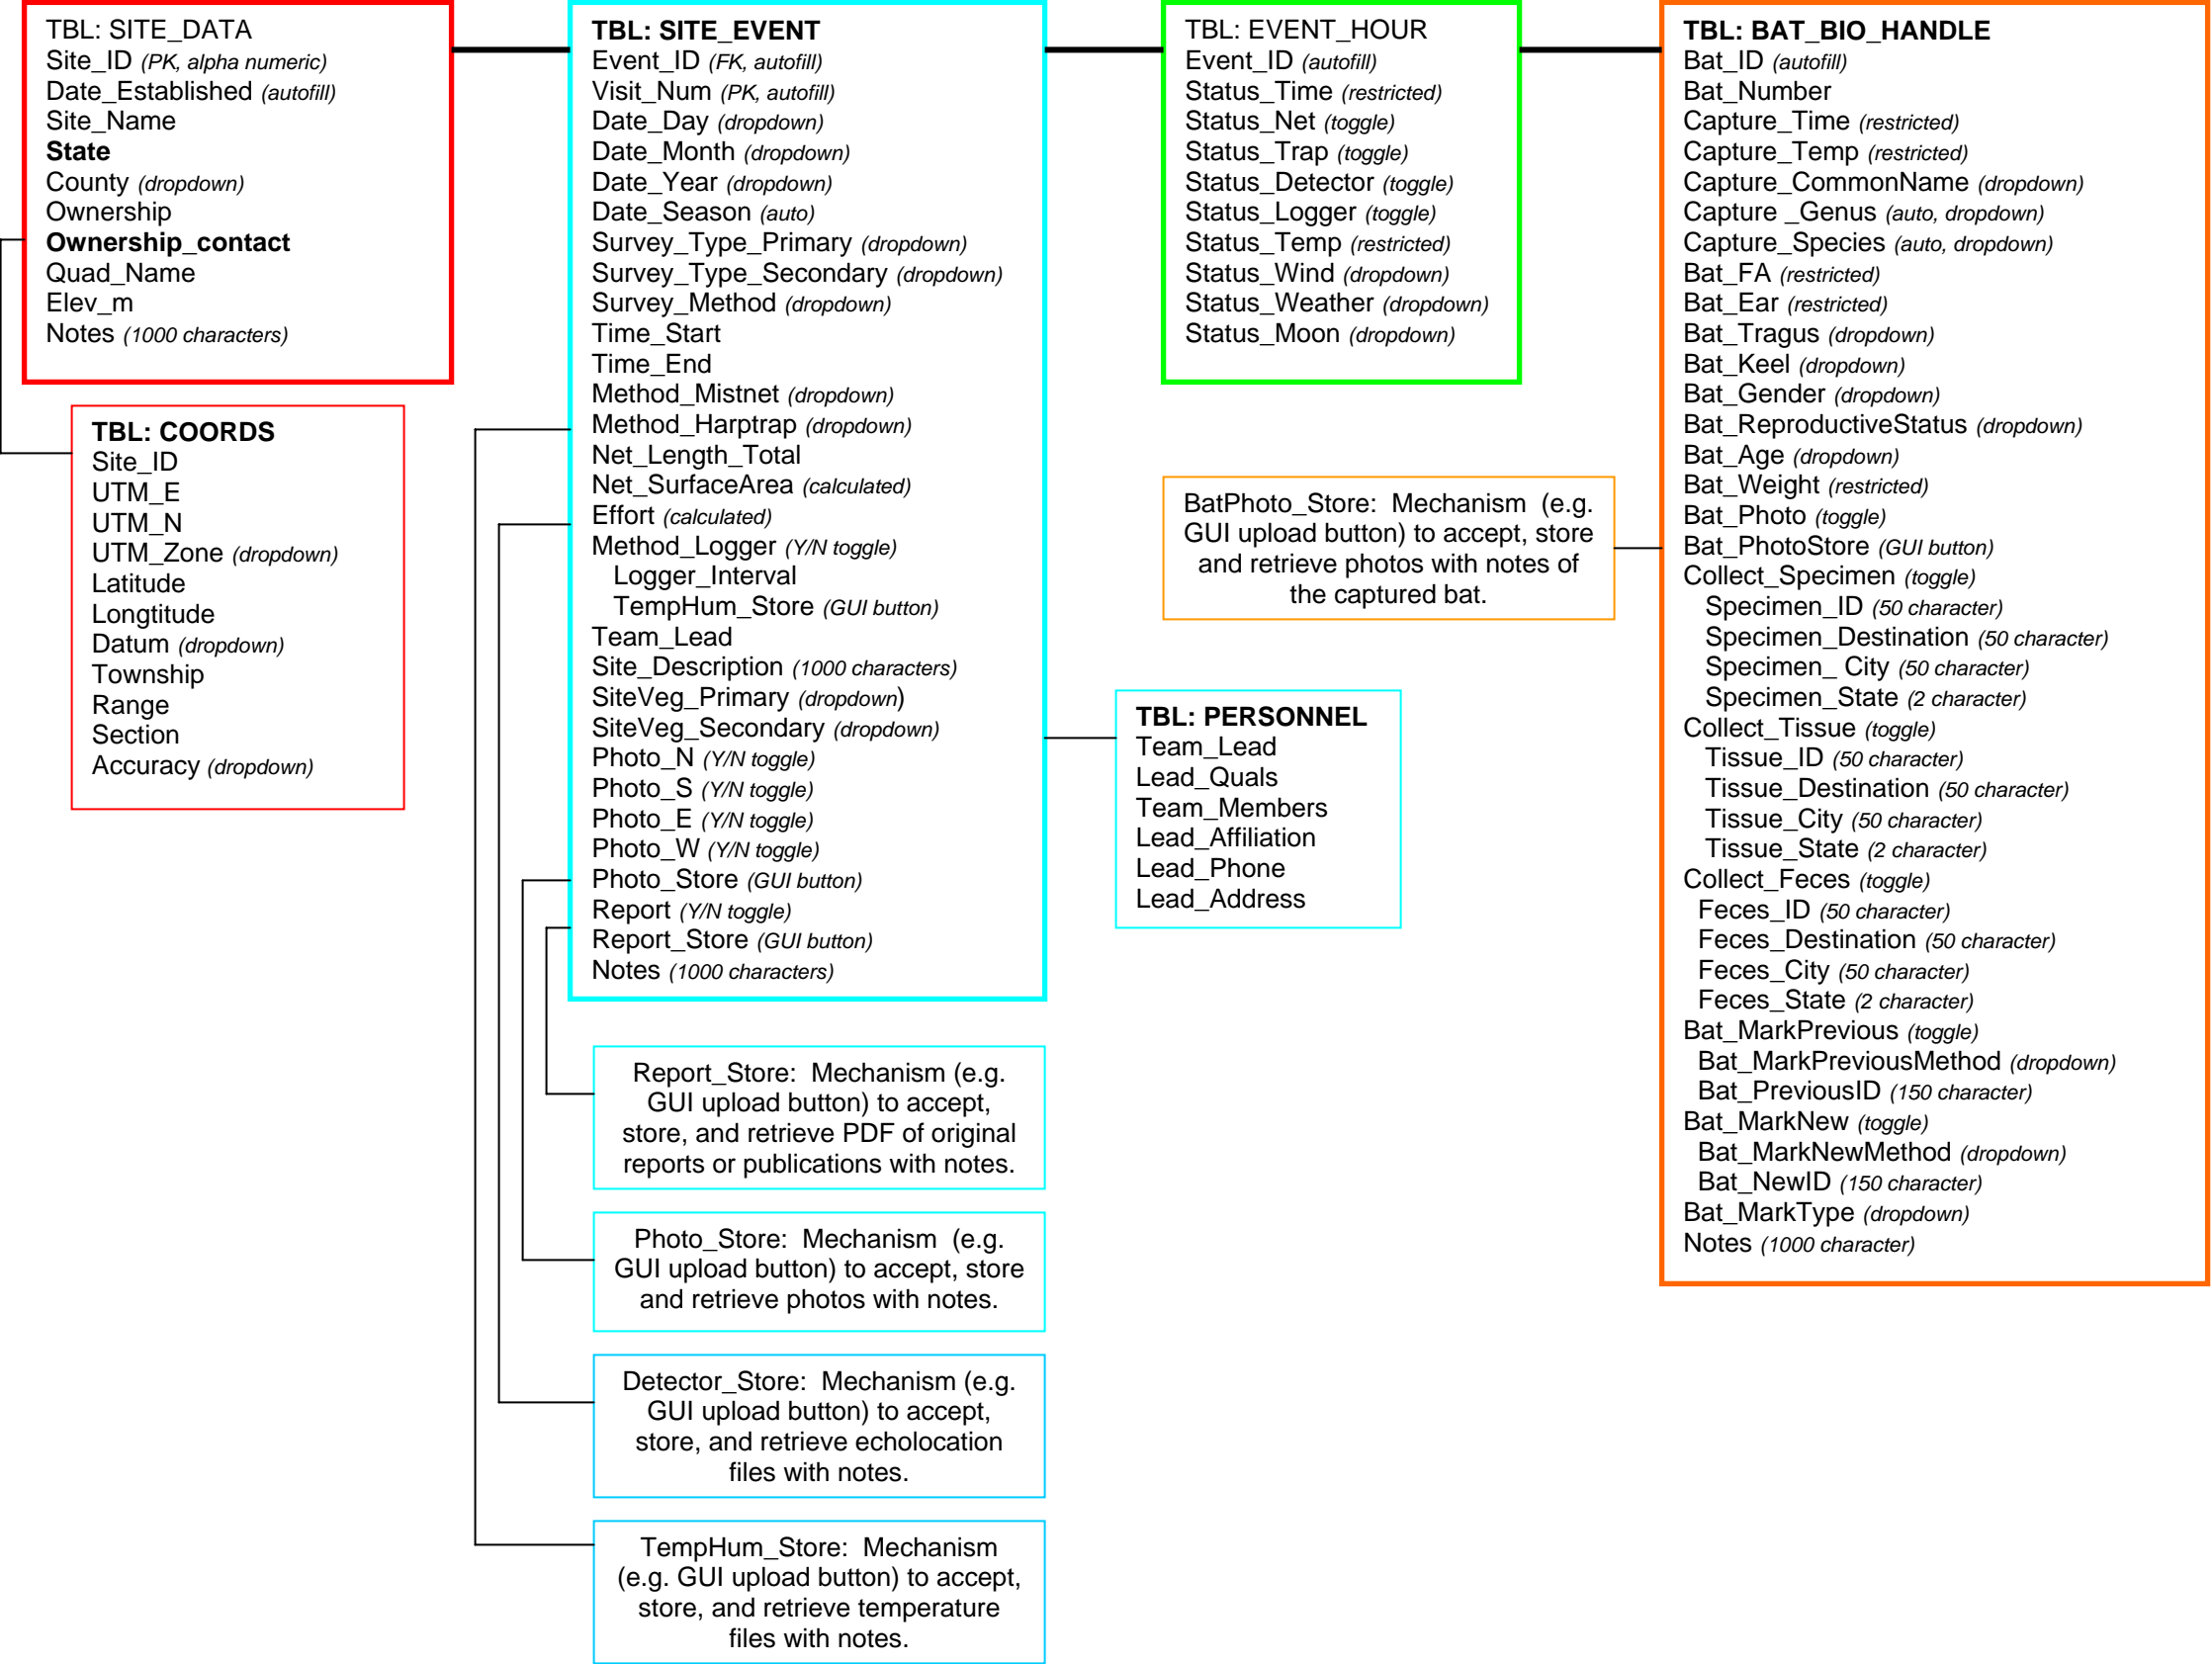 TBL: SITE_DATA
Site_ID (PK, alpha numeric)
Date_Established (autofill)
Site_Name
State
County (dropdown)
Ownership
Ownership_contact
Quad_Name
Elev_m
Notes (1000 characters)
TBL: COORDS
Site_ID
UTM_E
UTM_N
UTM_Zone (dropdown)
Latitude
Longtitude
Datum (dropdown)
Township
Range
Section
Accuracy (dropdown)
TBL: SITE_EVENT
Event_ID (FK, autofill)
Visit_Num (PK, autofill)
Date_Day (dropdown)
Date_Month (dropdown)
Date_Year (dropdown)
Date_Season (auto)
Survey_Type_Primary (dropdown)
Survey_Type_Secondary (dropdown)
Survey_Method (dropdown)
Time_Start
Time_End
Method_Mistnet (dropdown)
Method_Harptrap (dropdown)
Net_Length_Total
Net_SurfaceArea (calculated)
Effort (calculated)
Method_Logger (Y/N toggle)
Logger_Interval
TempHum_Store (GUI button)
Team_Lead
Site_Description (1000 characters)
SiteVeg_Primary (dropdown)
SiteVeg_Secondary (dropdown)
Photo_N (Y/N toggle)
Photo_S (Y/N toggle)
Photo_E (Y/N toggle)
Photo_W (Y/N toggle)
Photo_Store (GUI button)
Report (Y/N toggle)
Report_Store (GUI button)
Notes (1000 characters)
Report_Store: Mechanism (e.g.
GUI upload button) to accept,
store, and retrieve PDF of original
reports or publications with notes.
Photo_Store: Mechanism (e.g.
GUI upload button) to accept, store
and retrieve photos with notes.
Detector_Store: Mechanism (e.g.
GUI upload button) to accept,
store, and retrieve echolocation
files with notes.
TempHum_Store: Mechanism
(e.g. GUI upload button) to accept,
store, and retrieve temperature
files with notes.
TBL: EVENT_HOUR
Event_ID (autofill)
Status_Time (restricted)
Status_Net (toggle)
Status_Trap (toggle)
Status_Detector (toggle)
Status_Logger (toggle)
Status_Temp (restricted)
Status_Wind (dropdown)
Status_Weather (dropdown)
Status_Moon (dropdown)
BatPhoto_Store: Mechanism (e.g.
GUI upload button) to accept, store
and retrieve photos with notes of
the captured bat.
TBL: PERSONNEL
Team_Lead
Lead_Quals
Team_Members
Lead_Affiliation
Lead_Phone
Lead_Address
TBL: BAT_BIO_HANDLE
Bat_ID (autofill)
Bat_Number
Capture_Time (restricted)
Capture_Temp (restricted)
Capture_CommonName (dropdown)
Capture _Genus (auto, dropdown)
Capture_Species (auto, dropdown)
Bat_FA (restricted)
Bat_Ear (restricted)
Bat_Tragus (dropdown)
Bat_Keel (dropdown)
Bat_Gender (dropdown)
Bat_ReproductiveStatus (dropdown)
Bat_Age (dropdown)
Bat_Weight (restricted)
Bat_Photo (toggle)
Bat_PhotoStore (GUI button)
Collect_Specimen (toggle)
Specimen_ID (50 character)
Specimen_Destination (50 character)
Specimen_ City (50 character)
Specimen_State (2 character)
Collect_Tissue (toggle)
Tissue_ID (50 character)
Tissue_Destination (50 character)
Tissue_City (50 character)
Tissue_State (2 character)
Collect_Feces (toggle)
Feces_ID (50 character)
Feces_Destination (50 character)
Feces_City (50 character)
Feces_State (2 character)
Bat_MarkPrevious (toggle)
Bat_MarkPreviousMethod (dropdown)
Bat_PreviousID (150 character)
Bat_MarkNew (toggle)
Bat_MarkNewMethod (dropdown)
Bat_NewID (150 character)
Bat_MarkType (dropdown)
Notes (1000 character)